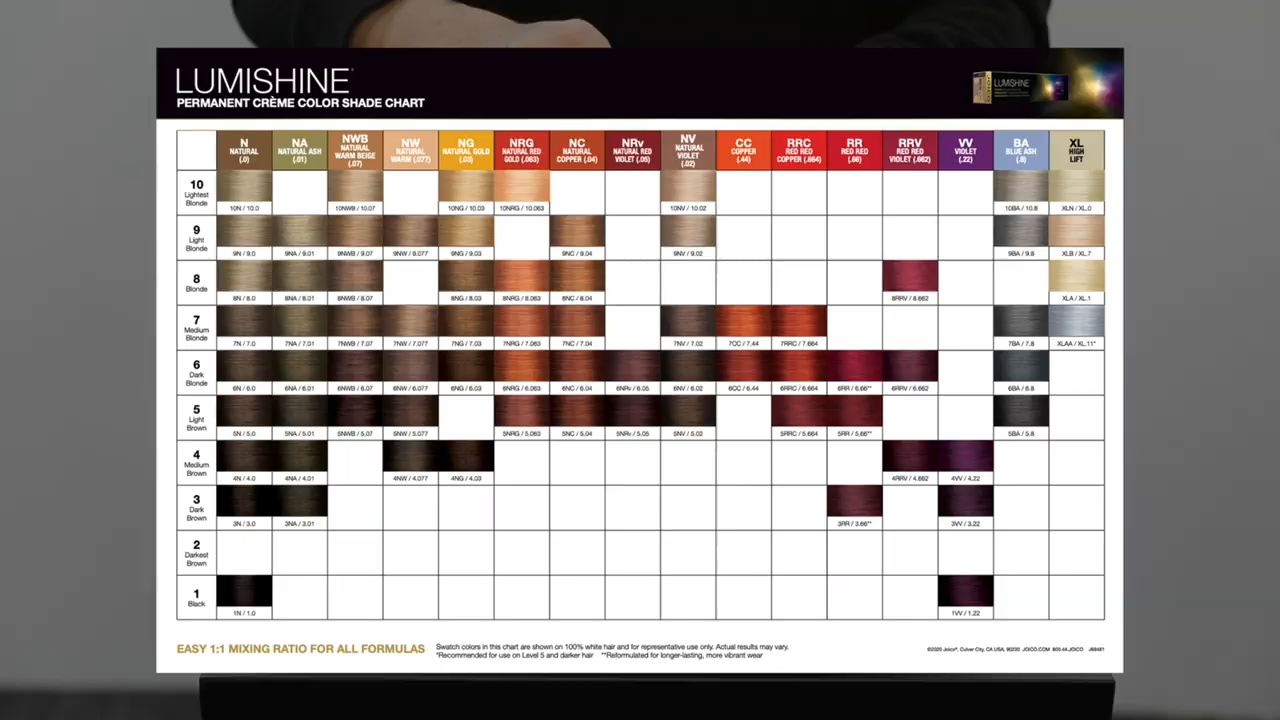 LUMISHINE®
PERMANENT CRÈME COLOR SHADE CHART
LUMISHINE
N NATURAL (.0)
NA NATURAL ASH (.01)
NWB NATURAL WARM BEIGE (.07)
NW NATURAL WARM (.077)
NG NATURAL GOLD (.03)
NRG NATURAL RED GOLD (.063)
NC NATURAL COPPER (.04)
NRv NATURAL RED VIOLET (.05)
NV NATURAL VIOLET (.02)
CC COPPER (.44)
RRC RED RED COPPER (.664)
RR RED RED (.66)
RRV RED RED VIOLET (.662)
VV VIOLET (.22)
BA BLUE ASH (.8)
XL HIGH LIFT
10 Lightest Blonde
10N / 10.0
10NWB / 10.07
10NG / 10.03
10NRG / 10.063
10NV / 10.02
10BA / 10.8
XLN / XL.0
9 Light Blonde
9N / 9.0
9NA / 9.01
9NWB / 9.07
9NW / 9.077
9NG / 9.03
9NC / 9.04
9NV / 9.02
9BA / 9.8
XLB / XL.7
8 Blonde
8N / 8.0
8NA / 8.01
8NWB / 8.07
8NG / 8.03
8NRG / 8.063
8NC / 8.04
8RRV / 8.662
XLA / XL.1
7 Medium Blonde
7N / 7.0
7NA / 7.01
7NWB / 7.07
7NW / 7.077
7NG / 7.03
7NRG / 7.063
7NC / 7.04
7NV / 7.02
7CC / 7.44
7RRC / 7.664
7BA / 7.8
XLAA / XL.11*
6 Dark Blonde
6N / 6.0
6NA / 6.01
6NWB / 6.07
6NW / 6.077
6NG / 6.03
6NRG / 6.063
6NC / 6.04
6NRv / 6.05
6NV / 6.02
6CC / 6.44
6RRC / 6.664
6RR / 6.66**
6RRV / 6.662
6BA / 6.8
5 Light Brown
5N / 5.0
5NA / 5.01
5NWB / 5.07
5NW / 5.077
5NRG / 5.063
5NC / 5.04
5NRv / 5.05
5NV / 5.02
5RRC / 5.664
5RR / 5.66**
5BA / 5.8
4 Medium Brown
4N / 4.0
4NA / 4.01
4NW / 4.077
4NG / 4.03
4RRV / 4.662
4VV / 4.22
3 Dark Brown
3N / 3.0
3NA / 3.01
3RR / 3.66**
3VV / 3.22
2 Darkest Brown
1 Black
1N / 1.0
1VV / 1.22
EASY 1:1 MIXING RATIO FOR ALL FORMULAS
Swatch colors in this chart are shown on 100% white hair and for representative use only. Actual results may vary.
*Recommended for use on Level 5 and darker hair **Reformulated for longer-lasting, more vibrant wear
©2020 Joico®, Culver City, CA USA, 90230 JOICO.COM 800.44.JOICO